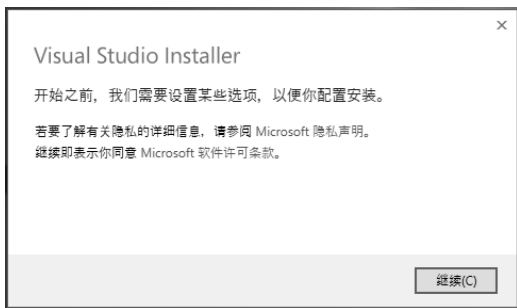 Visual Studio Installer
开始之前，我们需要设置某些选项，以便你配置安装。
若要了解有关隐私的详细信息，请参阅 Microsoft 隐私声明。
继续即表示你同意 Microsoft 软件许可条款。
继续(C)